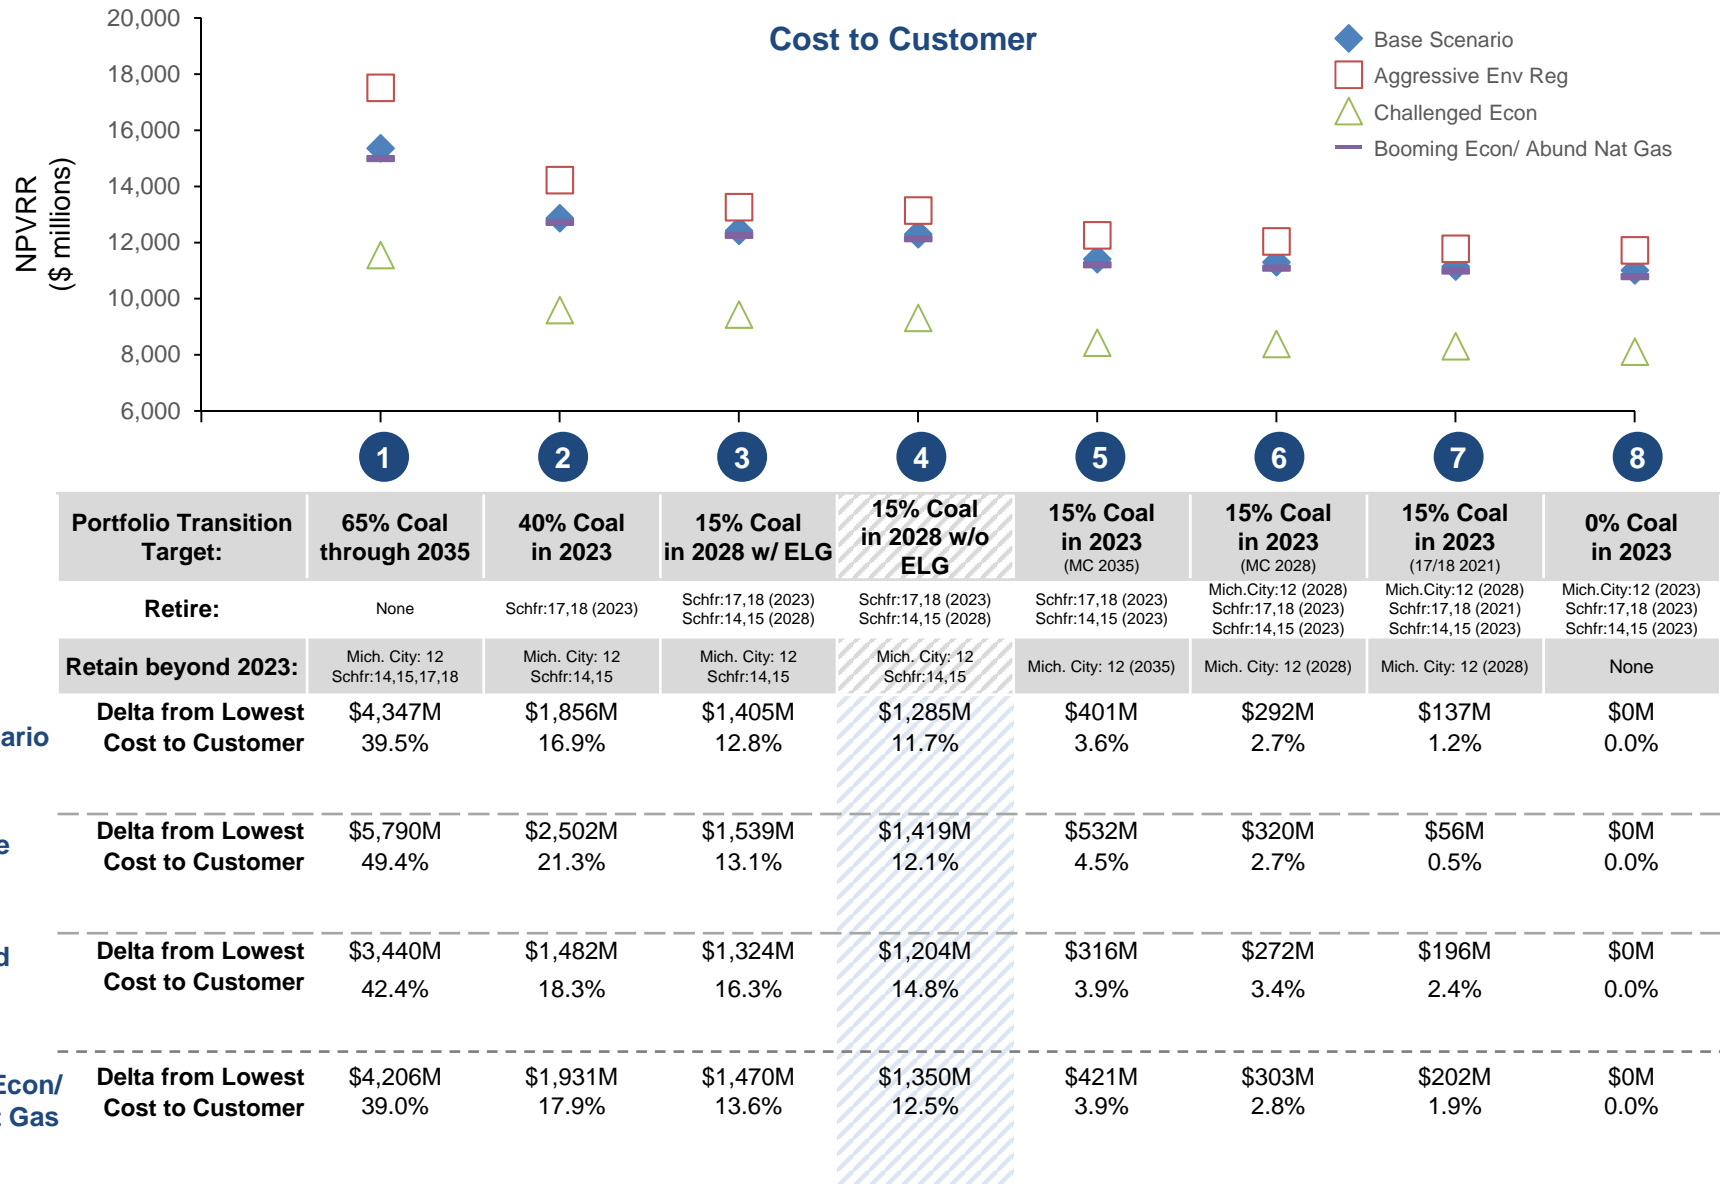 Cost to Customer
Base Scenario
Aggressive Env Reg
Challenged Econ
Booming Econ/ Abund Nat Gas
NPVRR
($ millions)
20,000
18,000
16,000
14,000
12,000
10,000
8,000
6,000
1 2 3 4 5 6 7 8
Portfolio Transition
Target:
65% Coal
through 2035
40% Coal
in 2023
15% Coal
in 2028 w/ ELG
15% Coal
in 2028 w/o
ELG
15% Coal
in 2023
(MC 2035)
15% Coal
in 2023
(MC 2028)
15% Coal
in 2023
(17/18 2021)
0% Coal
in 2023
Retire:
None
Schfr:17,18 (2023)
Schfr:17,18 (2023)
Schfr:14,15 (2028)
Schfr:17,18 (2023)
Schfr:14,15 (2028)
Schfr:17,18 (2023)
Schfr:14,15 (2023)
Mich.City:12 (2028)
Schfr:17,18 (2023)
Schfr:14,15 (2023)
Mich.City:12 (2028)
Schfr:17,18 (2021)
Schfr:14,15 (2023)
Mich.City:12 (2023)
Schfr:17,18 (2023)
Schfr:14,15 (2023)
Retain beyond 2023:
Mich. City: 12
Schfr:14,15,17,18
Mich. City: 12
Schfr:14,15
Mich. City: 12
Schfr:14,15
Mich. City: 12
Schfr:14,15
Mich. City: 12 (2035)
Mich. City: 12 (2028)
Mich. City: 12 (2028)
None
ario
Delta from Lowest $4,347M $1,856M $1,405M $1,285M $401M $292M $137M $0M
Cost to Customer 39.5% 16.9% 12.8% 11.7% 3.6% 2.7% 1.2% 0.0%
e
Delta from Lowest $5,790M $2,502M $1,539M $1,419M $532M $320M $56M $0M
Cost to Customer 49.4% 21.3% 13.1% 12.1% 4.5% 2.7% 0.5% 0.0%
d
Delta from Lowest $3,440M $1,482M $1,324M $1,204M $316M $272M $196M $0M
Cost to Customer 42.4% 18.3% 16.3% 14.8% 3.9% 3.4% 2.4% 0.0%
Econ/
Gas
Delta from Lowest $4,206M $1,931M $1,470M $1,350M $421M $303M $202M $0M
Cost to Customer 39.0% 17.9% 13.6% 12.5% 3.9% 2.8% 1.9% 0.0%